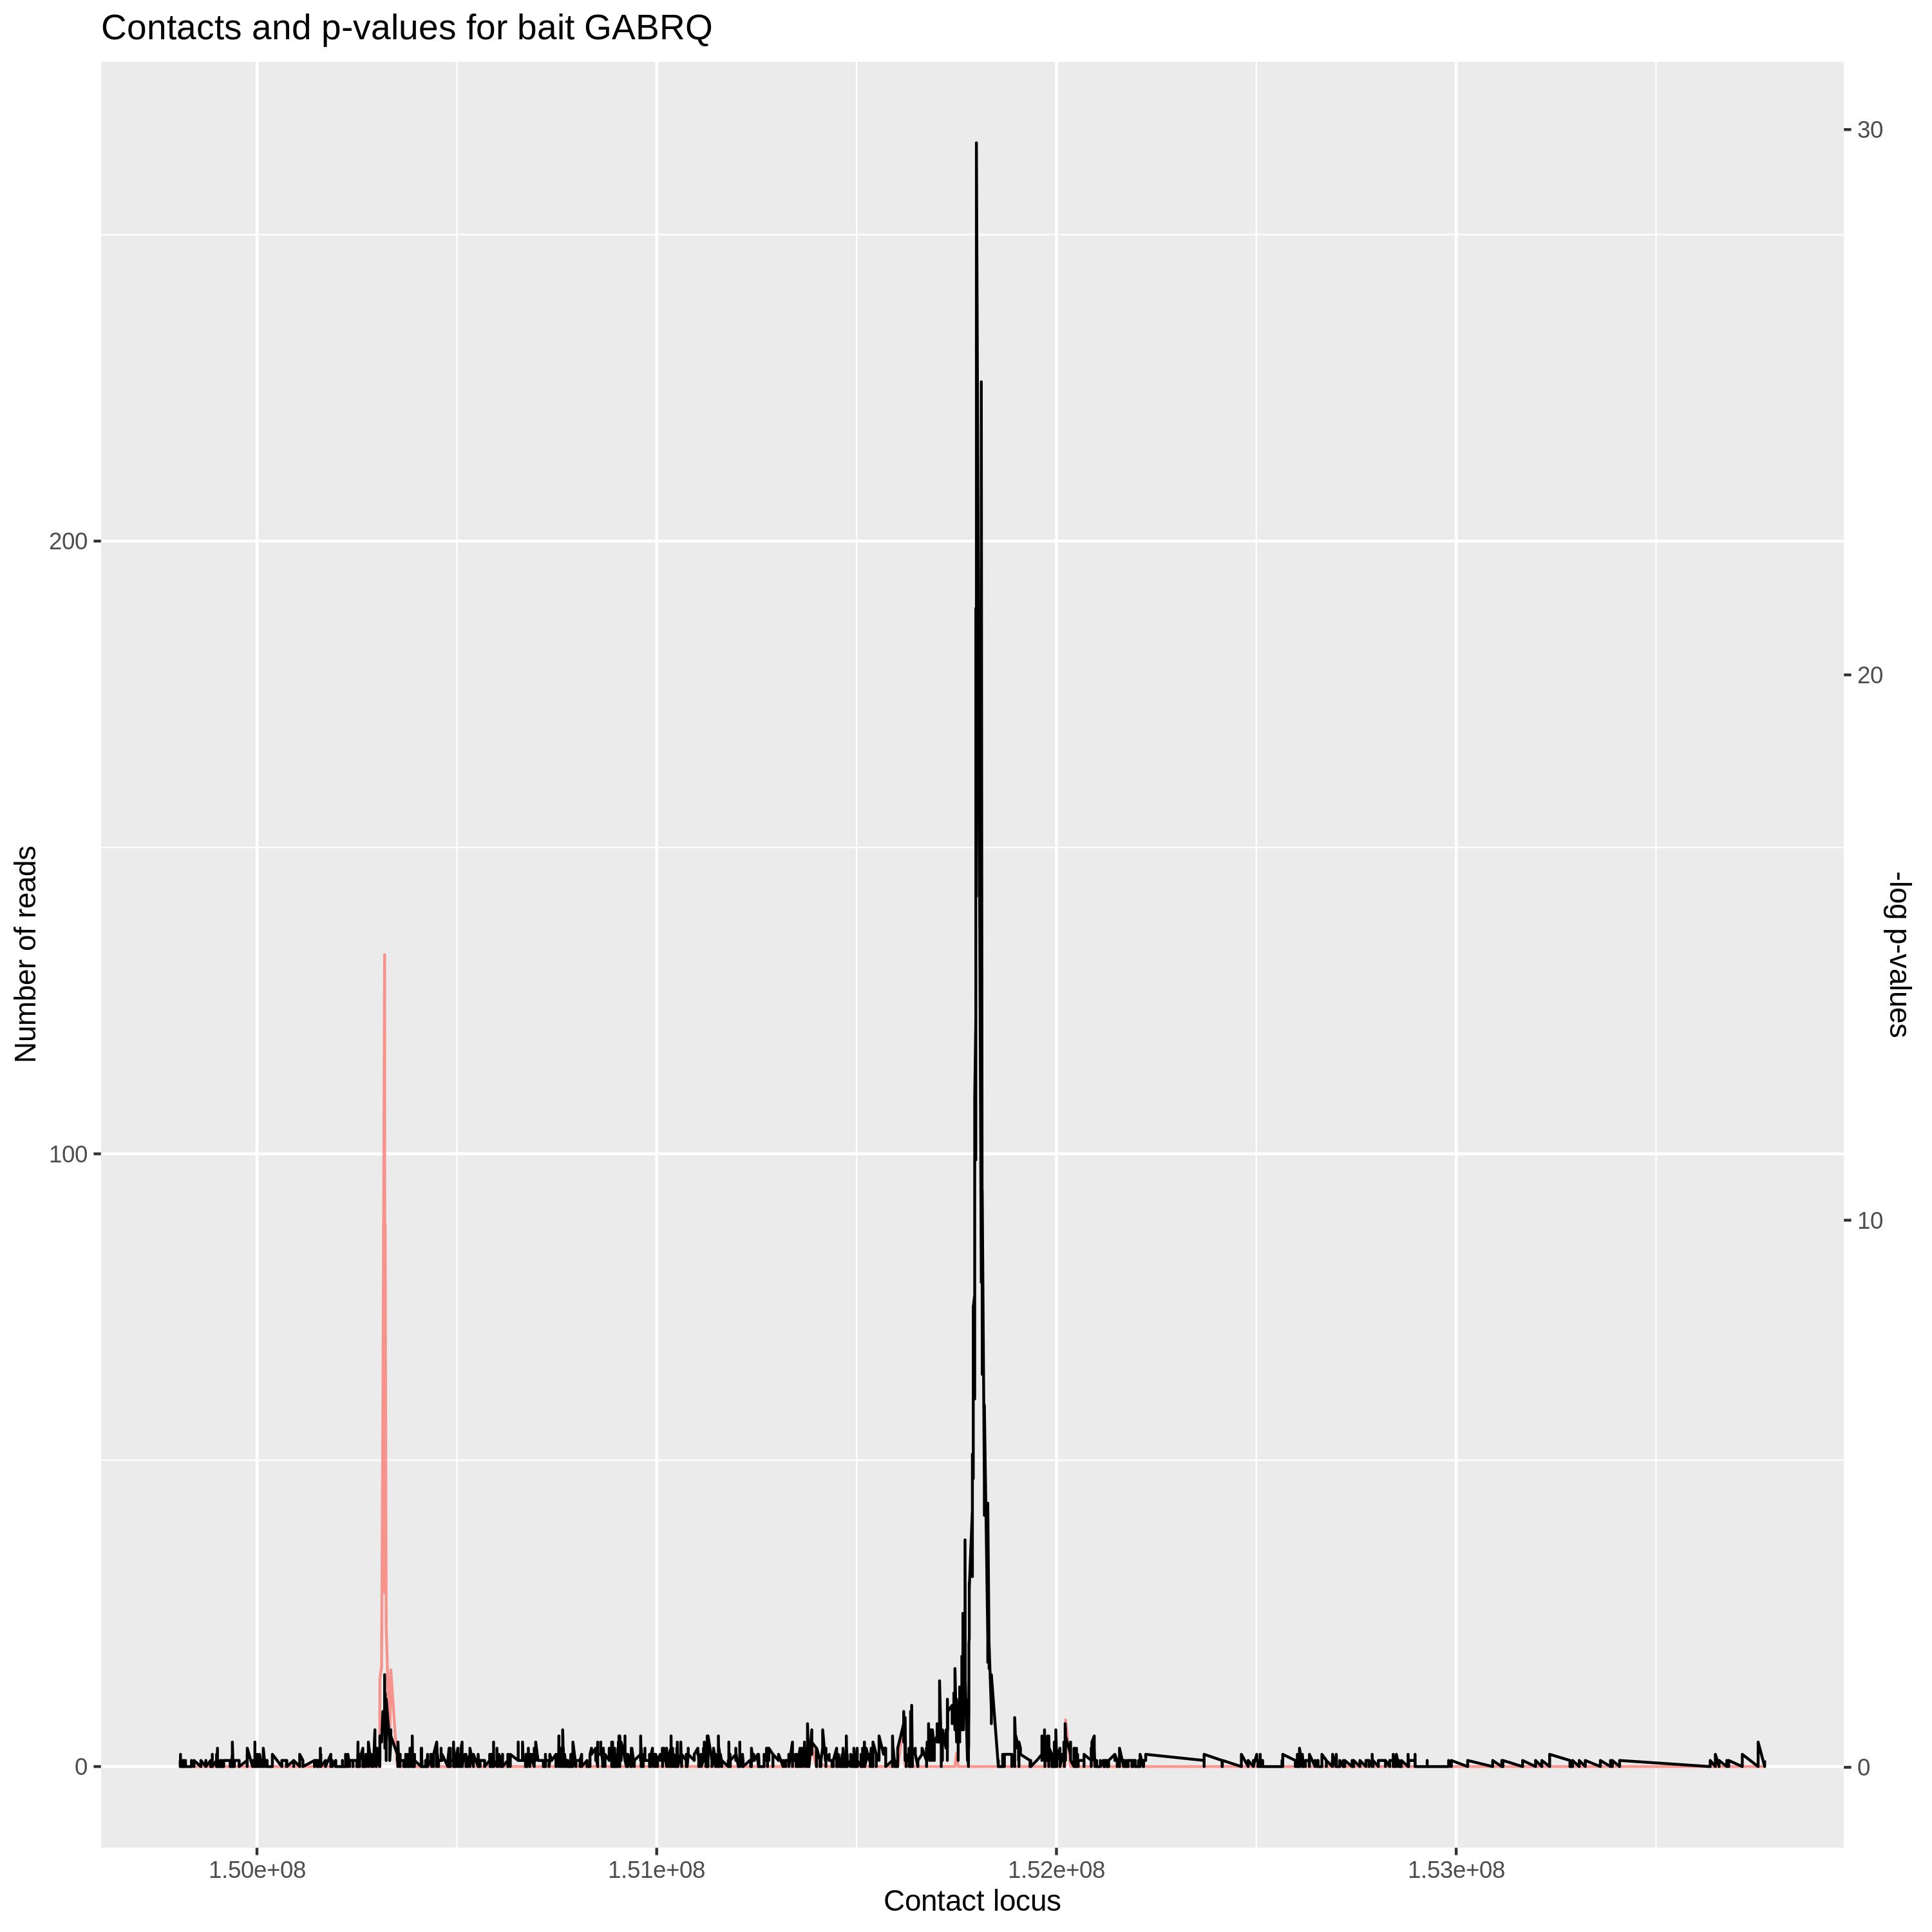 Contacts and p-values for bait GABRQ
30
200
20
Number of reads
-log p-values
100
10
0
0
1.50e+08 1.51e+08 1.52e+08 1.53e+08
Contact locus